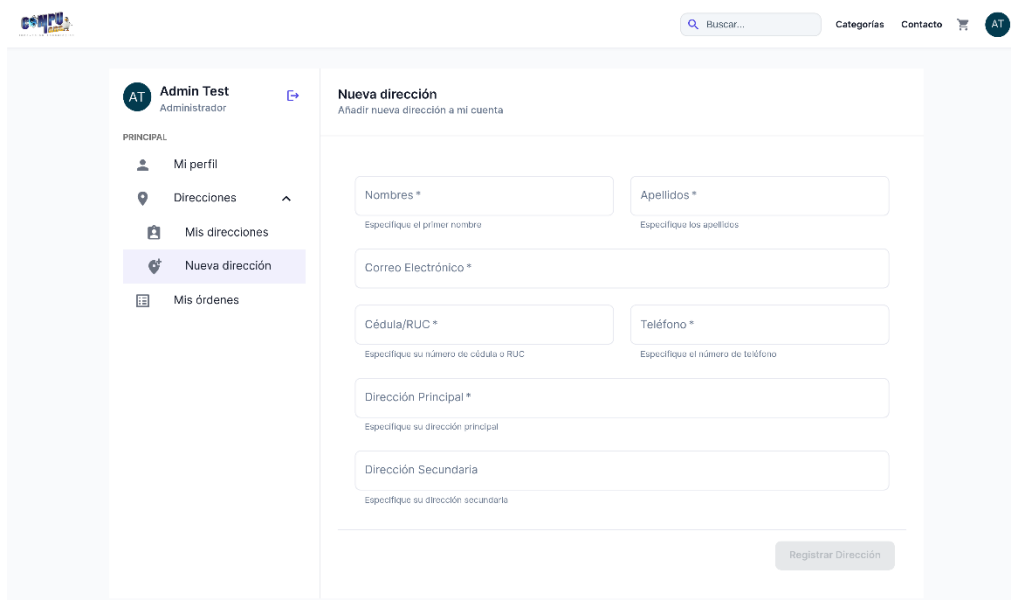 COMPU
Buscar...
Categorías
Contacto
AT
AT
Admin Test
Administrador
PRINCIPAL
Mi perfil
Direcciones
Mis direcciones
Nueva dirección
Mis órdenes
Nueva dirección
Añadir nueva dirección a mi cuenta
Nombres *
Apellidos *
Especifique el primer nombre
Especifique los apellidos
Correo Electrónico *
Cédula/RUC *
Teléfono *
Especifique su número de cédula o RUC
Especifique el número de teléfono
Dirección Principal *
Especifique su dirección principal
Dirección Secundaria
Especifique su dirección secundaria
Registrar Dirección